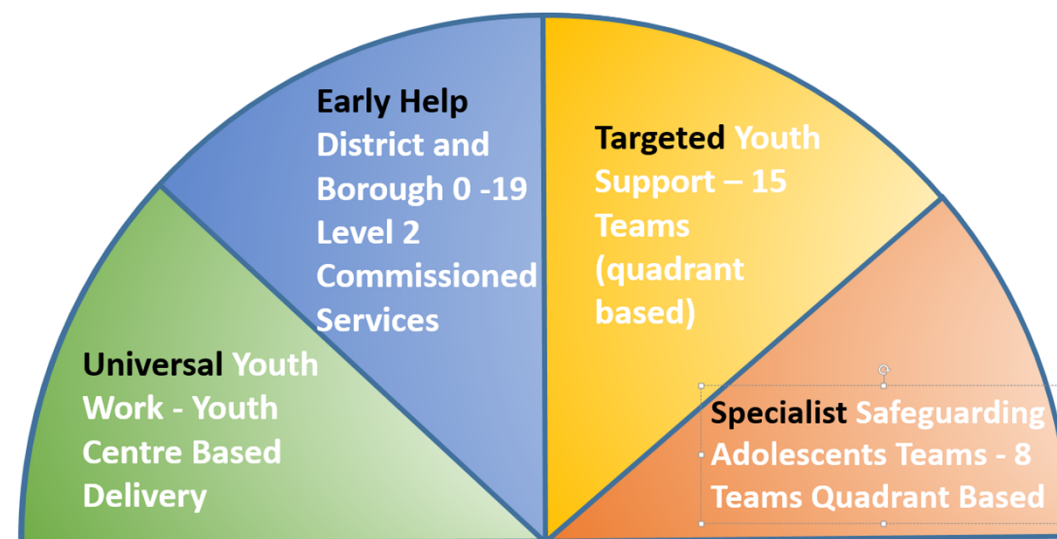 Early Help
District and
Borough 0 -19
Level 2
Commissioned
Services
Targeted Youth
Support – 15
Teams
(quadrant
based)
Universal Youth
Work - Youth
Centre Based
Delivery
Specialist Safeguarding
Adolescents Teams - 8
Teams Quadrant Based